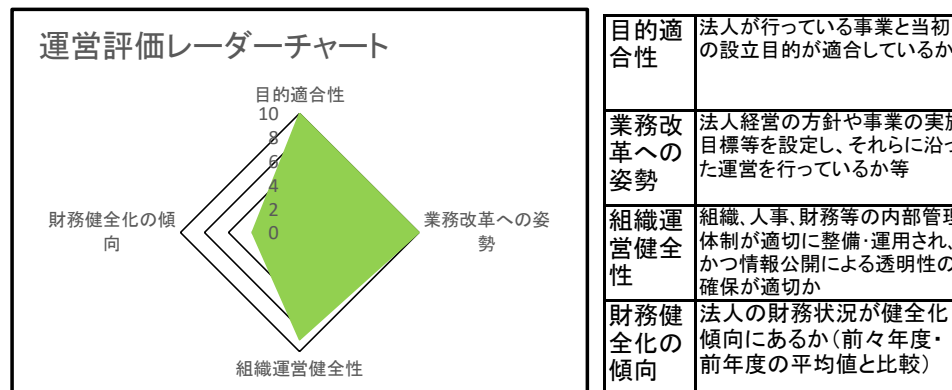 運営評価レーダーチャート
目的適合性
10
8
6
4
2
0
財務健全化の傾
向
業務改革への姿
勢
組織運営健全性
目的適
合性
法人が行っている事業と当初
の設立目的が適合しているか
業務改
革への
姿勢
法人経営の方針や事業の実施
目標等を設定し、それらに沿っ
た運営を行っているか等
組織運
営健全
性
組織、人事、財務等の内部管理
体制が適切に整備・運用され、
かつ情報公開による透明性の
確保が適切か
財務健
全化の
傾向
法人の財務状況が健全化
傾向にあるか(前々年度・
前年度の平均値と比較)